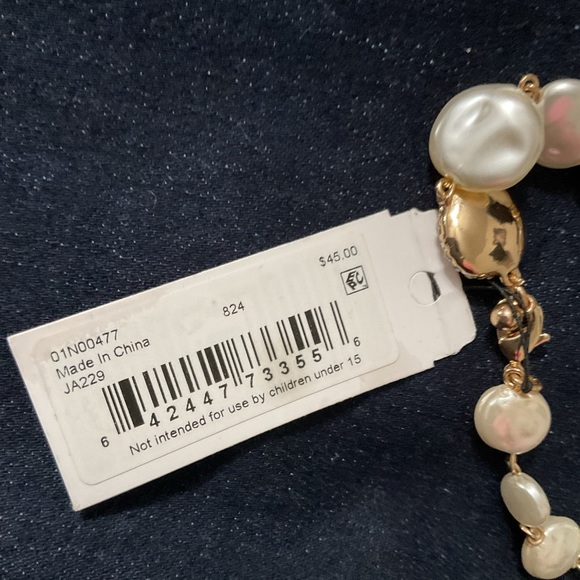 $45.00
01N00477
824
Made In China
JA229
6 42447 73355 6
Not intended for use by children under 15